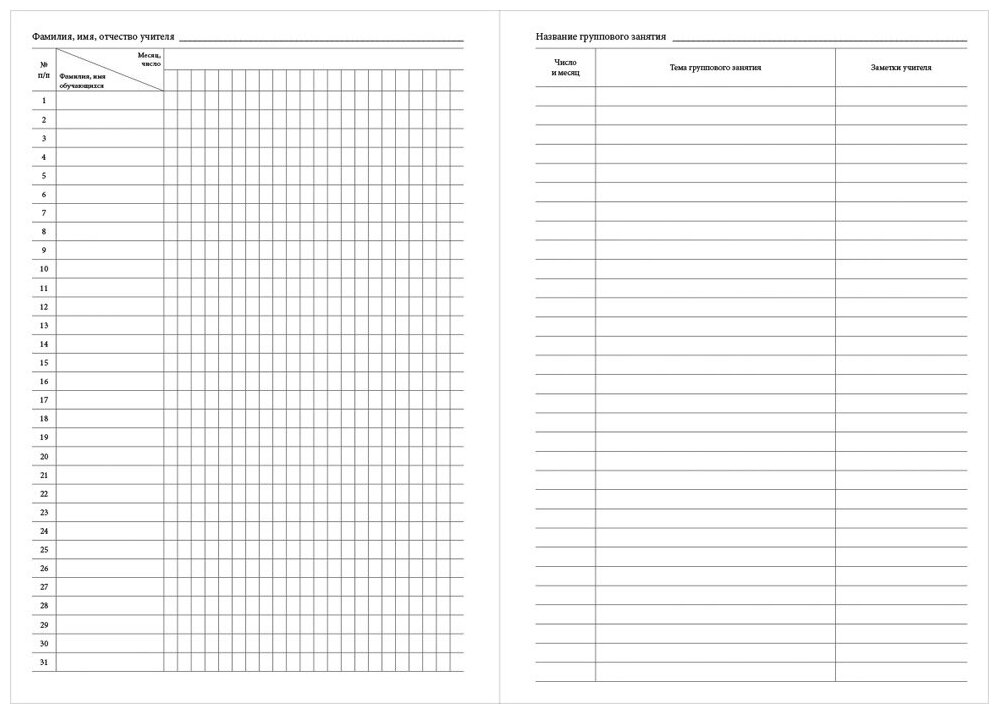 Фамилия, имя, отчество учителя
№
п/п
Месяц,
число
Фамилия, имя
обучающихся
1
2
3
4
5
6
7
8
9
10
11
12
13
14
15
16
17
18
19
20
21
22
23
24
25
26
27
28
29
30
31
Название группового занятия
Число
и месяц
Тема группового занятия
Заметки учителя